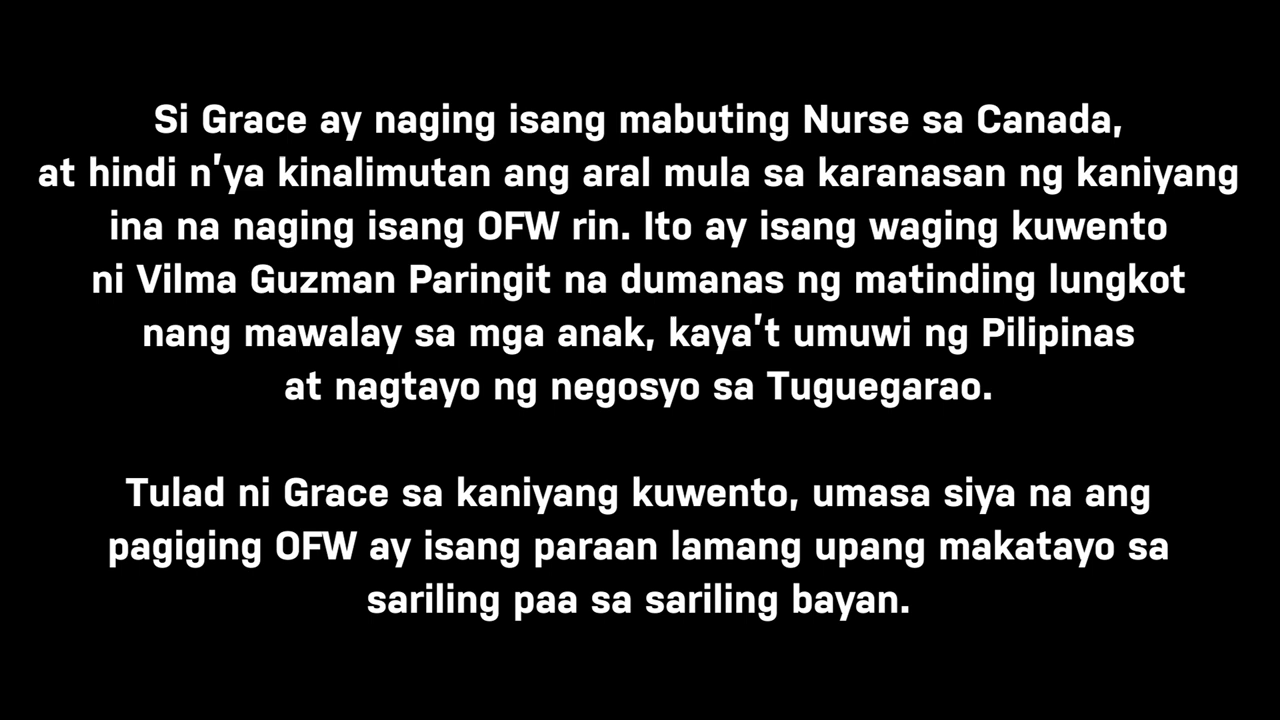 Si Grace ay naging isang mabuting Nurse sa Canada,
at hindi n'ya kinalimutan ang aral mula sa karanasan ng kaniyang
ina na naging isang OFW rin. Ito ay isang waging kuwento
ni Vilma Guzman Paringit na dumanas ng matinding lungkot
nang mawalay sa mga anak, kaya't umuwi ng Pilipinas
at nagtayo ng negosyo sa Tuguegarao.
Tulad ni Grace sa kaniyang kuwento, umasa siya na ang
pagiging OFW ay isang paraan lamang upang makatayo sa
sariling paa sa sariling bayan.